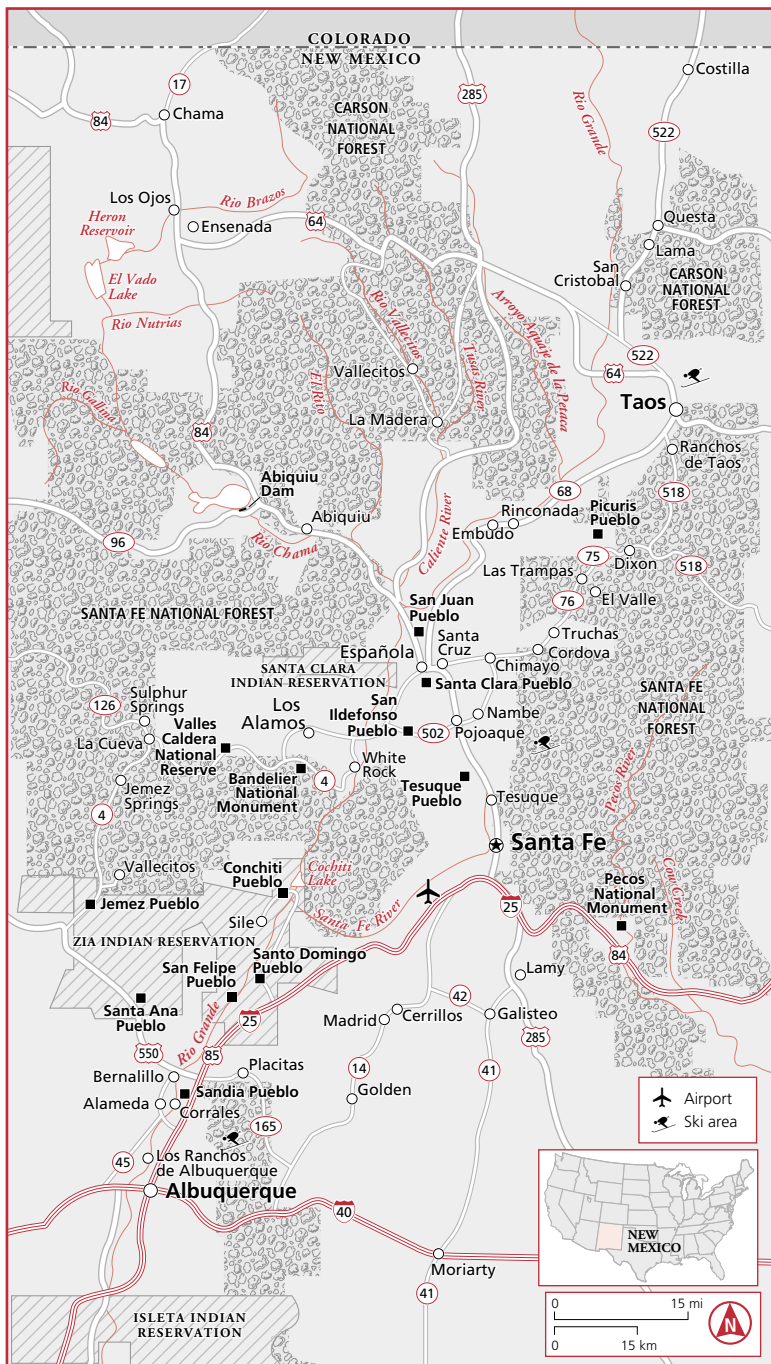 COLORADO
NEW MEXICO
17
285
Costilla
84
Chama
CARSON
NATIONAL
FOREST
Rio Grande
522
Los Ojos
Rio Brazos
Heron
Reservoir
Ensenada
64
Questa
Lama
El Vado
Lake
San
Cristobal
CARSON
NATIONAL
FOREST
Rio Nutrias
Rio Vallecitos
Arroyo Aquaje de la Petaca
522
Tusas River
64
Vallecitos
El Rito
Rio Gallina
Taos
La Madera
84
Ranchos
de Taos
Abiquiu
Dam
68
518
Abiquiu
Rinconada
Embudo
Picuris
Pueblo
96
Rio Chama
Caliente River
75
Dixon
518
Las Trampas
76
El Valle
SANTA FE NATIONAL FOREST
San Juan
Pueblo
Truchas
Española
Santa
Cruz
Cordova
Chimayo
SANTA CLARA
INDIAN RESERVATION
Santa Clara Pueblo
SANTA FE
NATIONAL
FOREST
126
Sulphur
Springs
Los
Alamos
San
Ildefonso
Pueblo
Nambe
502
Pojoaque
La Cueva
Valles
Caldera
National
Reserve
White
Rock
Bandelier
National
Monument
4
Tesuque
Pueblo
Tesuque
Pecos River
Jemez
Springs
4
Santa Fe
Vallecitos
Conchiti
Pueblo
Cochiti
Lake
Cow Creek
Jemez Pueblo
Santa Fe River
25
Pecos
National
Monument
Sile
ZIA INDIAN RESERVATION
84
Santo Domingo
Pueblo
San Felipe
Pueblo
Lamy
Santa Ana
Pueblo
42
Cerrillos
Madrid
Galisteo
25
Rio Grande
285
550
85
Placitas
14
41
Bernalillo
Sandia Pueblo
Golden
Alameda
Corrales
165
Airport
Ski area
45
Los Ranchos
de Albuquerque
Albuquerque
40
NEW
MEXICO
Moriarty
41
ISLETA INDIAN
RESERVATION
0 15 mi
0 15 km
N